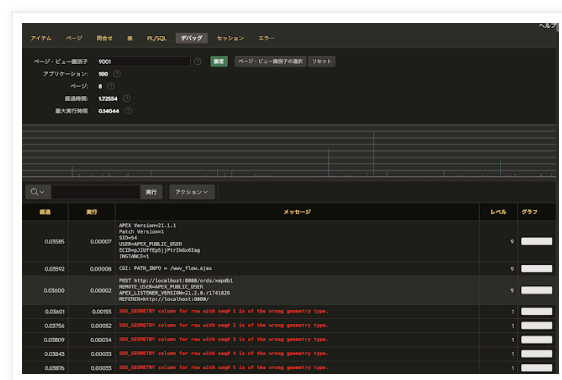 ヘルプ
アイテム ページ 問合せ 表 PL/SQL デバッグ セッション エラー
ページ・ビュー識別子 9001 設定 ページ・ビュー識別子の選択 リセット
アプリケーション: 100
ページ: 8
経過時間: 1.72554
最大実行時間 0.54044
実行 アクション
経過 実行 メッセージ レベル グラフ
APEX Version=21.1.1
Patch Version=1
SID=54
USER=APEX_PUBLIC_USER
INSTANCE=1
0.03585 0.00007 9
0.03592 0.00008 CGI: PATH_INFO = /wwv_flow.ajax 9
POST http://localhost:8080/ords/xepdb1
REMOTE_USER=APEX_PUBLIC_USER
APEX_LISTENER_VERSION=21.2.0.r1741826
REFERER=http://localhost:8080/
0.03600 0.00002 9
0.03601 0.00155 SDO_GEOMETRY column for row with seq# 1 is of the wrong geometry type. 1
0.03756 0.00052 SDO_GEOMETRY column for row with seq# 2 is of the wrong geometry type. 1
0.03809 0.00034 SDO_GEOMETRY column for row with seq# 3 is of the wrong geometry type. 1
0.03843 0.00033 SDO_GEOMETRY column for row with seq# 4 is of the wrong geometry type. 1
0.03876 0.00033 SDO_GEOMETRY column for row with seq# 5 is of the wrong geometry type. 1